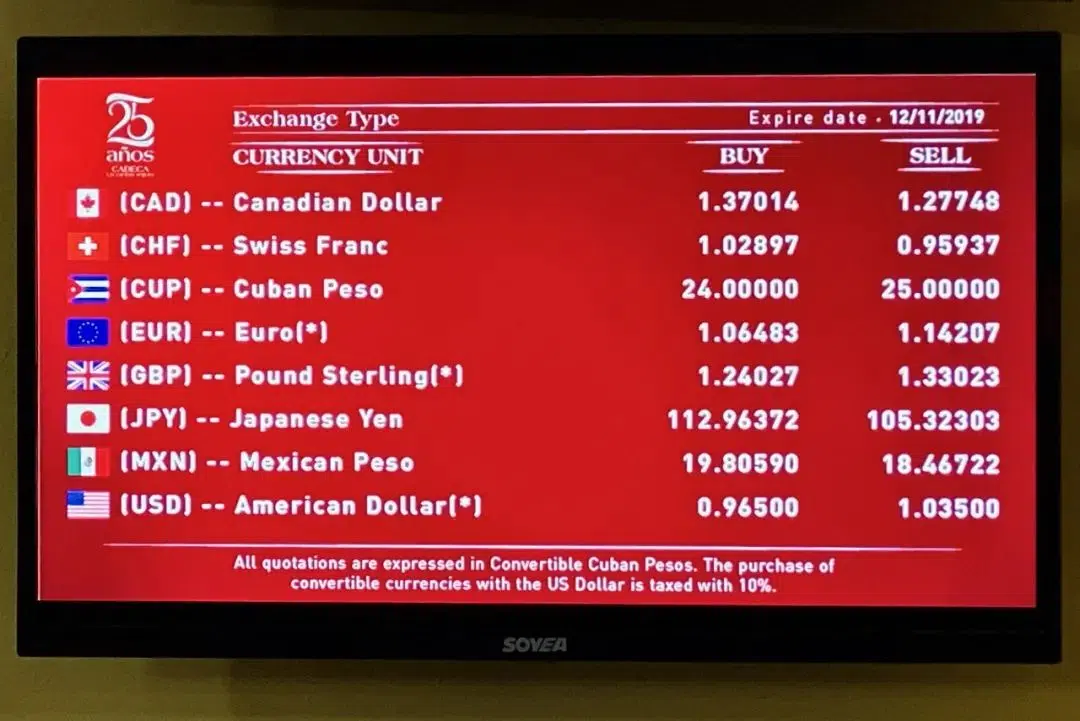 25
años
CADECA
Exchange Type Expire date - 12/11/2019
CURRENCY UNIT BUY SELL
(CAD) -- Canadian Dollar 1.37014 1.27748
(CHF) -- Swiss Franc 1.02897 0.95937
(CUP) -- Cuban Peso 24.00000 25.00000
(EUR) -- Euro(*) 1.06483 1.14207
(GBP) -- Pound Sterling(*) 1.24027 1.33023
(JPY) -- Japanese Yen 112.96372 105.32303
(MXN) -- Mexican Peso 19.80590 18.46722
(USD) -- American Dollar(*) 0.96500 1.03500
All quotations are expressed in Convertible Cuban Pesos. The purchase of
convertible currencies with the US Dollar is taxed with 10%.
SOYEA